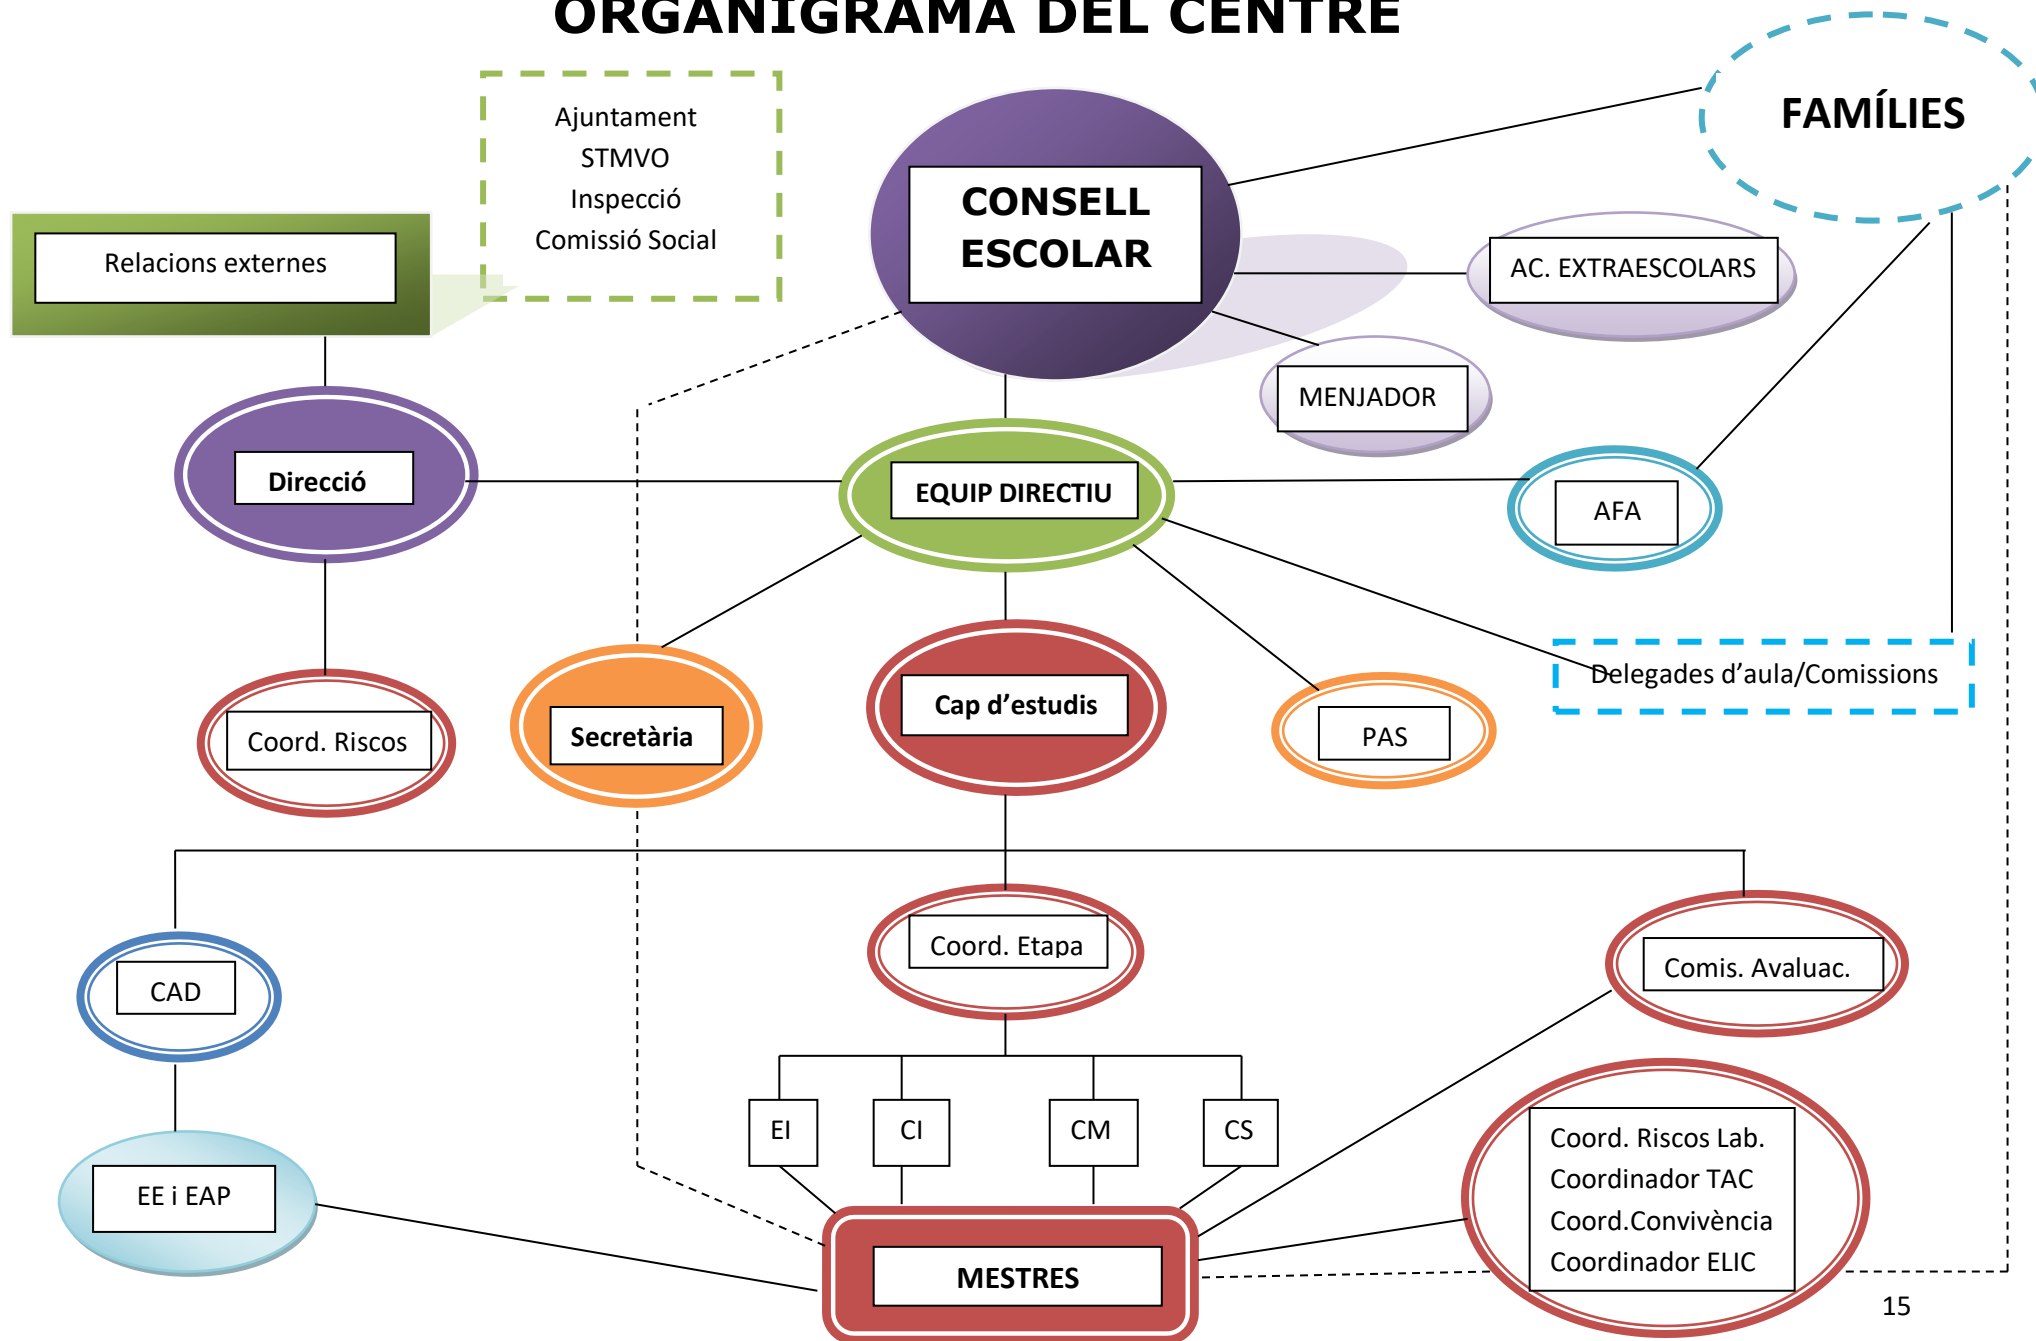 ORGANIGRAMA DEL CENTRE
Ajuntament
STMVO
Inspecció
Comissió Social
FAMÍLIES
CONSELL
ESCOLAR
Relacions externes
AC. EXTRAESCOLARS
MENJADOR
Direcció
EQUIP DIRECTIU
AFA
Delegades d’aula/Comissions
Coord. Riscos
Secretària
Cap d’estudis
PAS
Coord. Etapa
Comis. Avaluac.
CAD
EI
CI
CM
CS
Coord. Riscos Lab.
Coordinador TAC
Coord.Convivència
Coordinador ELIC
EE i EAP
MESTRES
15